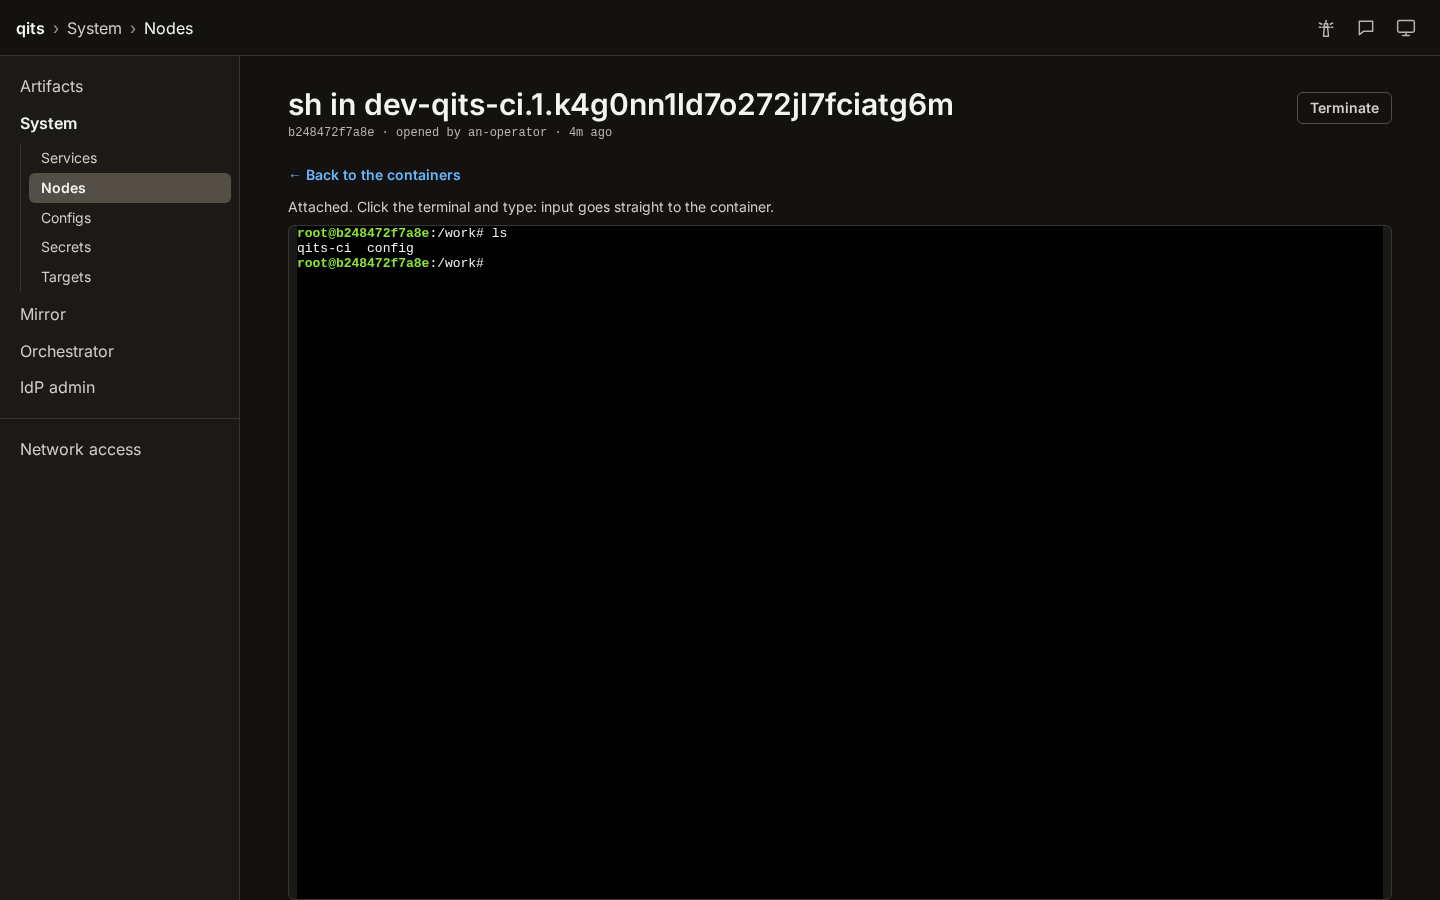 qits › System › Nodes
Artifacts
System
Services
Nodes
Configs
Secrets
Targets
Mirror
Orchestrator
IdP admin
Network access
sh in dev-qits-ci.1.k4g0nn1ld7o272jl7fciatg6m
Terminate
b248472f7a8e · opened by an-operator · 4m ago
← Back to the containers
Attached. Click the terminal and type: input goes straight to the container.
root@b248472f7a8e:/work# ls
qits-ci  config
root@b248472f7a8e:/work#